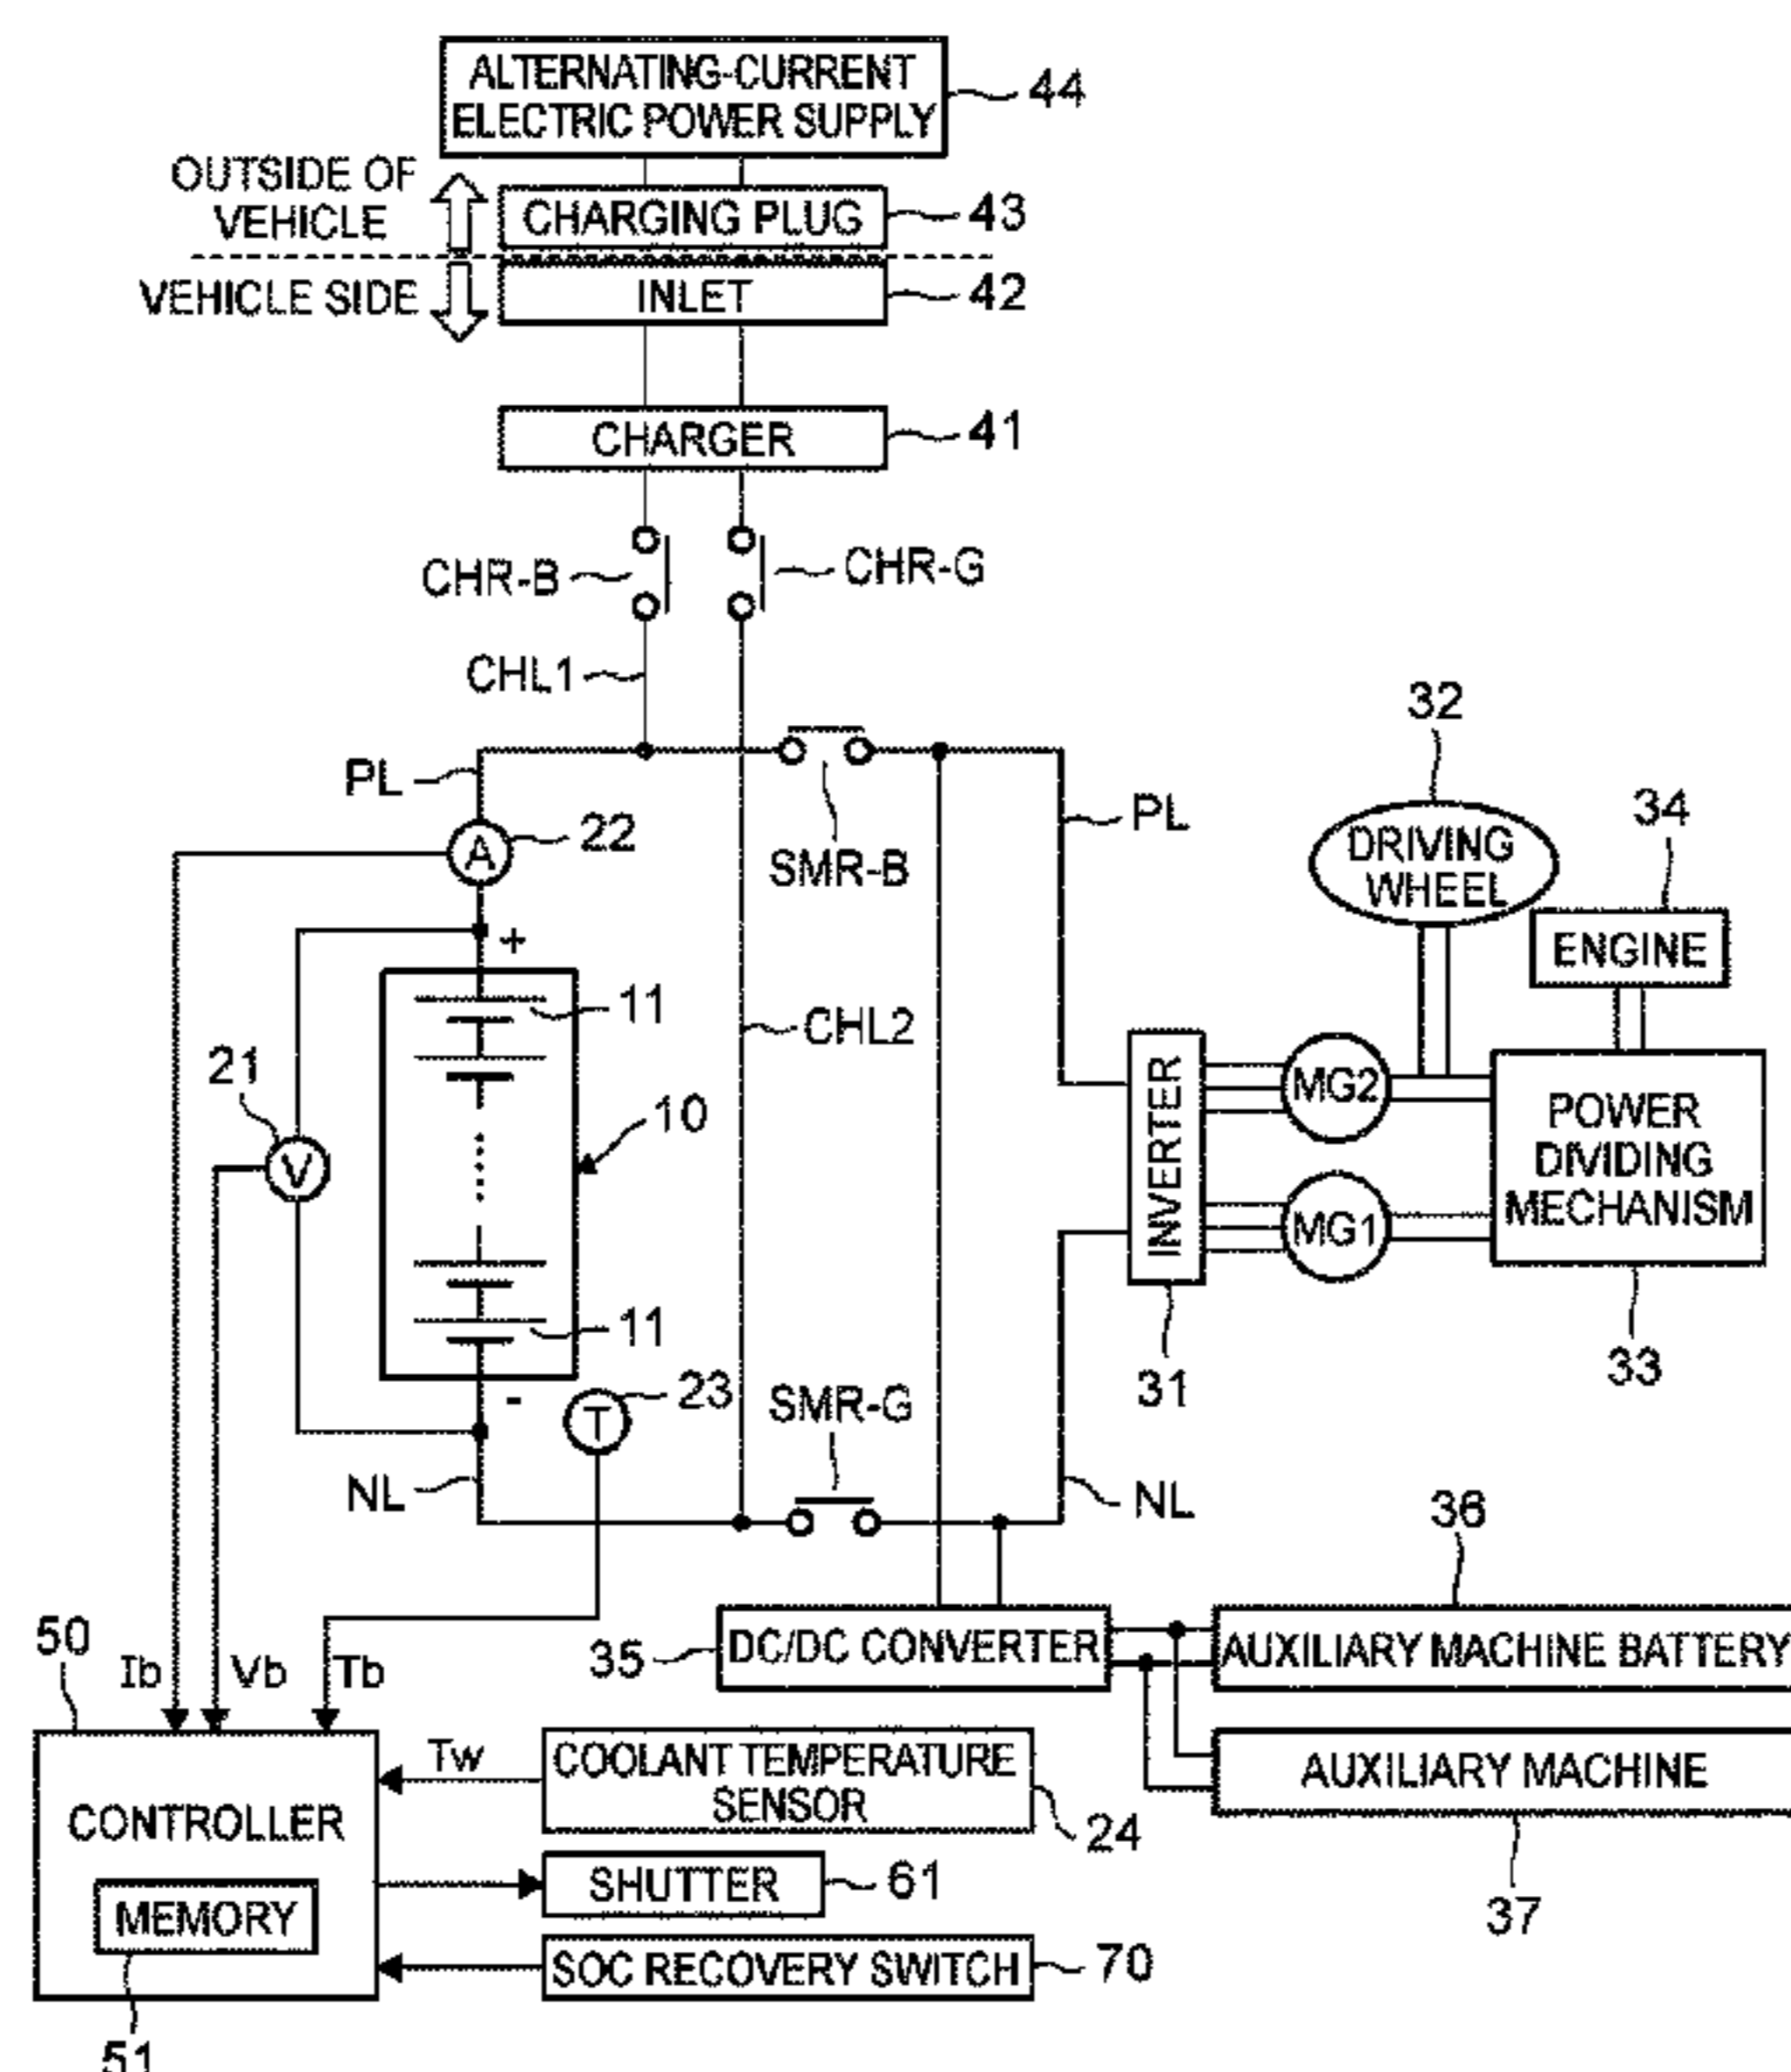 ALTERNATING-CURRENT
ELECTRIC POWER SUPPLY
44
OUTSIDE OF
VEHICLE
CHARGING PLUG
43
VEHICLE SIDE
INLET
42
CHARGER
41
CHR-B
CHR-G
CHL1
PL
22
A
SMR-B
PL
32
DRIVING
WHEEL
34
ENGINE
+
11
CHL2
21
V
10
INVERTER
MG2
MG1
POWER
DIVIDING
MECHANISM
11
-
31
33
T
23
SMR-G
NL
NL
36
50
Ib
Vb
Tb
35
DC/DC CONVERTER
AUXILIARY MACHINE BATTERY
Tw
COOLANT TEMPERATURE
SENSOR
24
AUXILIARY MACHINE
37
CONTROLLER
MEMORY
51
SHUTTER
61
SOC RECOVERY SWITCH
70